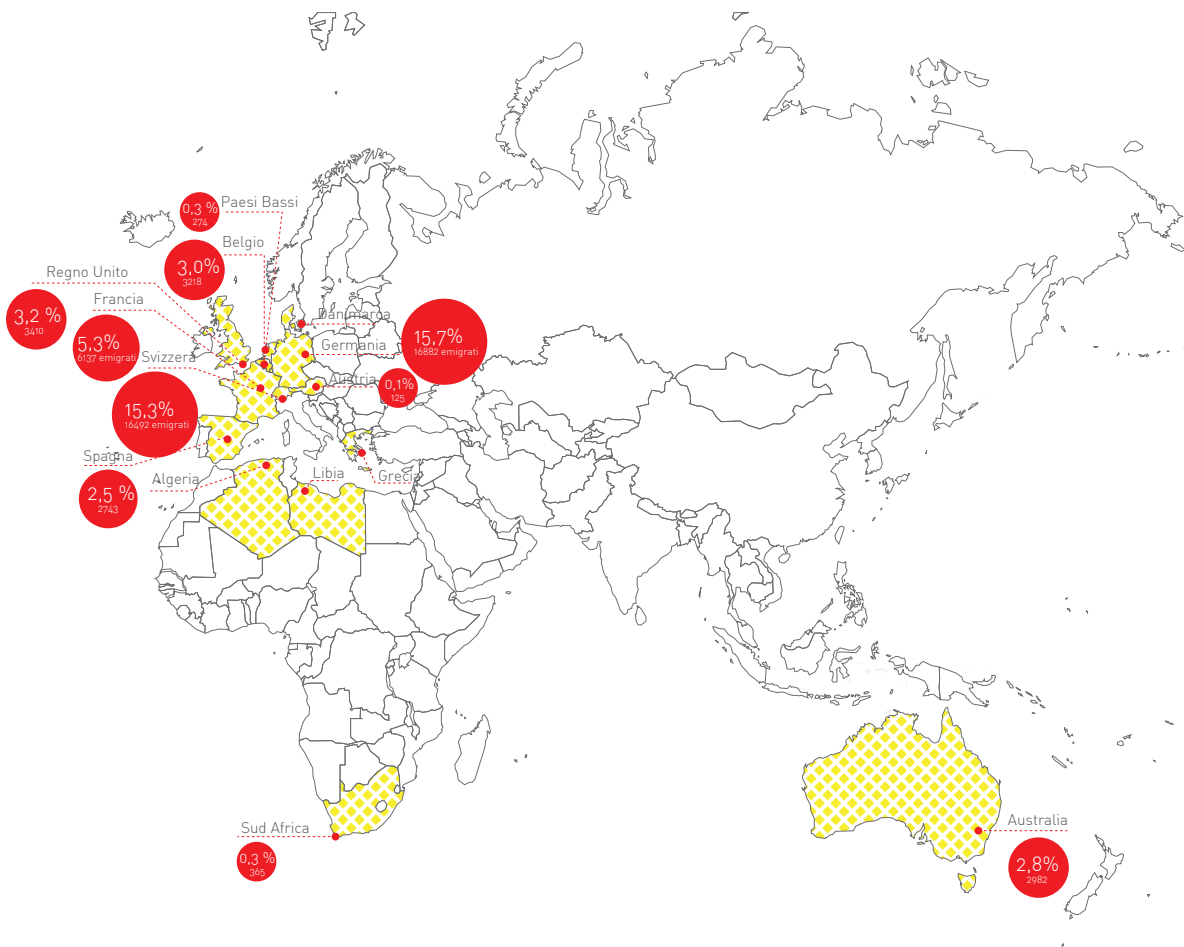 Paesi Bassi
0,3 %
274
Belgio
3,0%
3218
Regno Unito
3,2 %
3410
Francia
5.3%
6137 emigrati
Svizzera
15.3%
16492 emigrati
Danimarca
Germania
15,7%
16882 emigrati
Austria
0,1%
125
Spagna
2,5 %
2743
Algeria
Libia
Grecia
Sud Africa
0,3 %
365
Australia
2,8%
2982